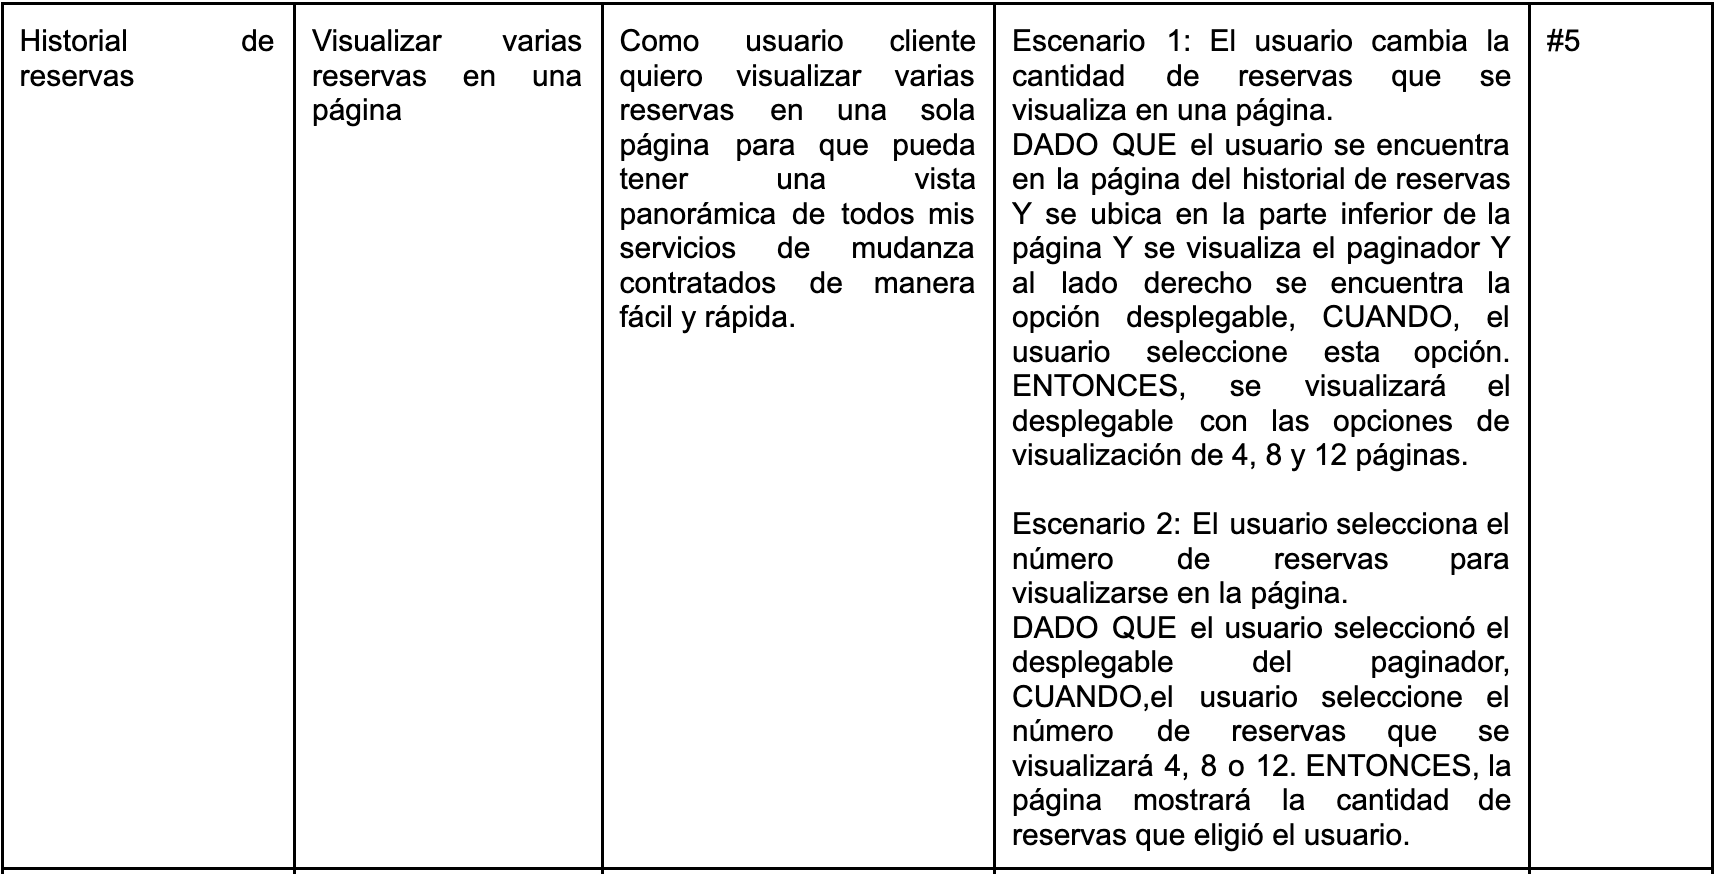 Historial de
reservas
Visualizar varias
reservas en una
página
Como usuario cliente
quiero visualizar varias
reservas en una sola
página para que pueda
tener una vista
panorámica de todos mis
servicios de mudanza
contratados de manera
fácil y rápida.
Escenario 1: El usuario cambia la
cantidad de reservas que se
visualiza en una página.
DADO QUE el usuario se encuentra
en la página del historial de reservas
Y se ubica en la parte inferior de la
página Y se visualiza el paginador Y
al lado derecho se encuentra la
opción desplegable, CUANDO, el
usuario seleccione esta opción.
ENTONCES, se visualizará el
desplegable con las opciones de
visualización de 4, 8 y 12 páginas.
Escenario 2: El usuario selecciona el
número de reservas para
visualizarse en la página.
DADO QUE el usuario seleccionó el
desplegable del paginador,
CUANDO,el usuario seleccione el
número de reservas que se
visualizará 4, 8 o 12. ENTONCES, la
página mostrará la cantidad de
reservas que eligió el usuario.
#5